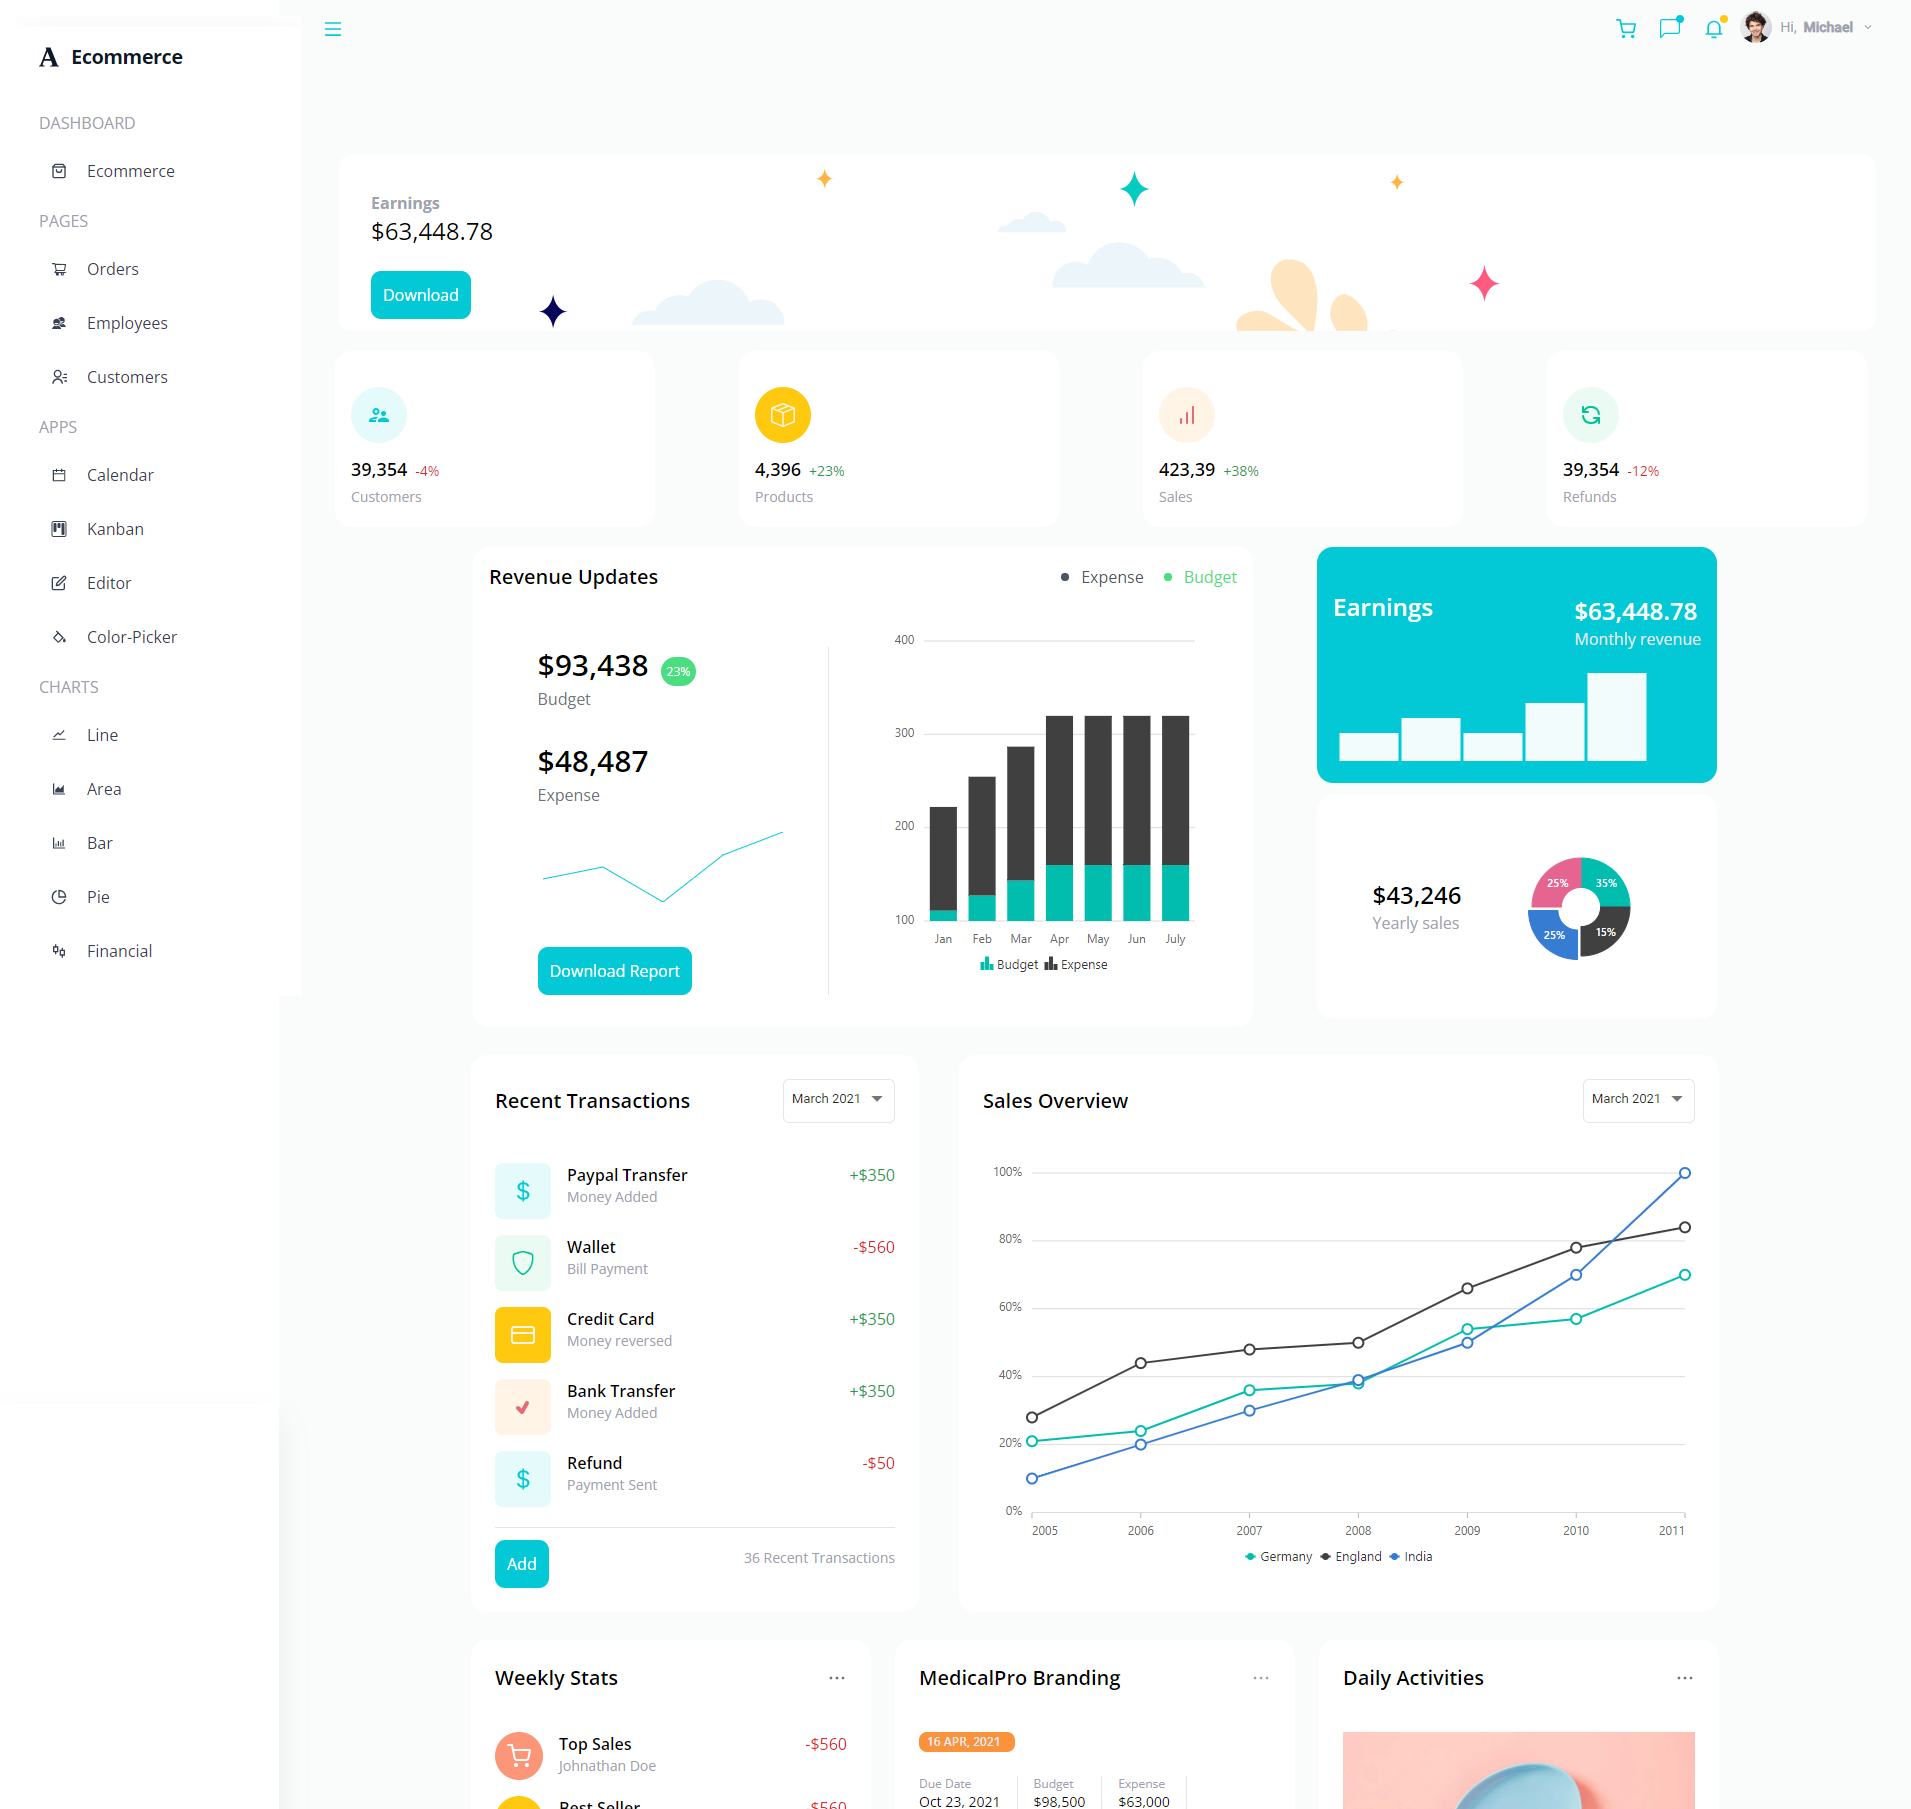 A Ecommerce
DASHBOARD
Ecommerce
PAGES
Orders
Employees
Customers
APPS
Calendar
Kanban
Editor
Color-Picker
CHARTS
Line
Area
Bar
Pie
Financial
Hi, Michael
Earnings
$63,448.78
Download
39,354 -4%
Customers
4,396 +23%
Products
423,39 +38%
Sales
39,354 -12%
Refunds
Revenue Updates
Expense
Budget
$93,438 23%
Budget
$48,487
Expense
Download Report
400
300
200
100
Jan Feb Mar Apr May Jun July
Budget Expense
Earnings
$63,448.78
Monthly revenue
$43,246
Yearly sales
25% 35%
25% 15%
Recent Transactions
March 2021
Paypal Transfer +$350
Money Added
Wallet -$560
Bill Payment
Credit Card +$350
Money reversed
Bank Transfer +$350
Money Added
Refund -$50
Payment Sent
Add
36 Recent Transactions
Sales Overview
March 2021
100%
80%
60%
40%
20%
0%
2005 2006 2007 2008 2009 2010 2011
Germany England India
Weekly Stats
Top Sales -$560
Johnathan Doe
Best Seller -$560
MedicalPro Branding
16 APR, 2021
Due Date Budget Expense
Oct 23, 2021 $98,500 $63,000
Daily Activities